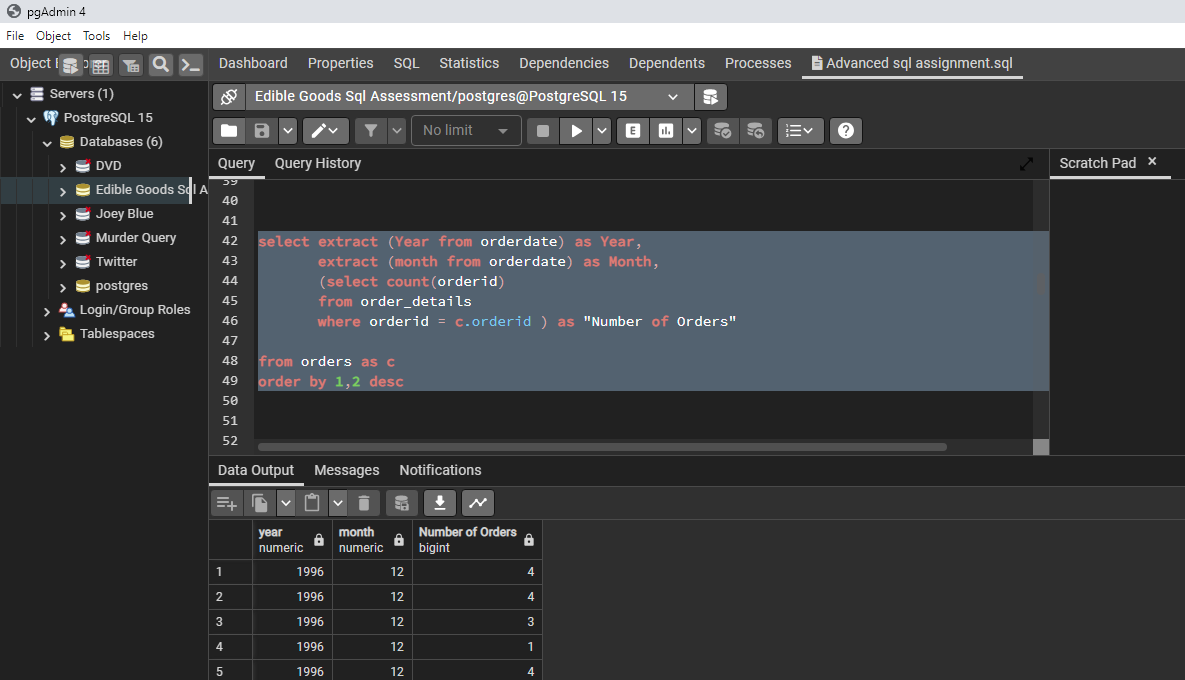 pgAdmin 4
File Object Tools Help
Object
Dashboard Properties SQL Statistics Dependencies Dependents Processes Advanced sql assignment.sql
Servers (1)
PostgreSQL 15
Databases (6)
DVD
Edible Goods Sql A
Joey Blue
Murder Query
Twitter
postgres
Login/Group Roles
Tablespaces
Edible Goods Sql Assessment/postgres@PostgreSQL 15
No limit
E
?
Query Query History
Scratch Pad ×
39
40
41
42 select extract (Year from orderdate) as Year,
43 extract (month from orderdate) as Month,
44 (select count(orderid)
45 from order_details
46 where orderid = c.orderid ) as "Number of Orders"
47
48 from orders as c
49 order by 1,2 desc
50
51
52
Data Output Messages Notifications
year month Number of Orders
numeric numeric bigint
1 1996 12 4
2 1996 12 4
3 1996 12 3
4 1996 12 1
5 1996 12 4